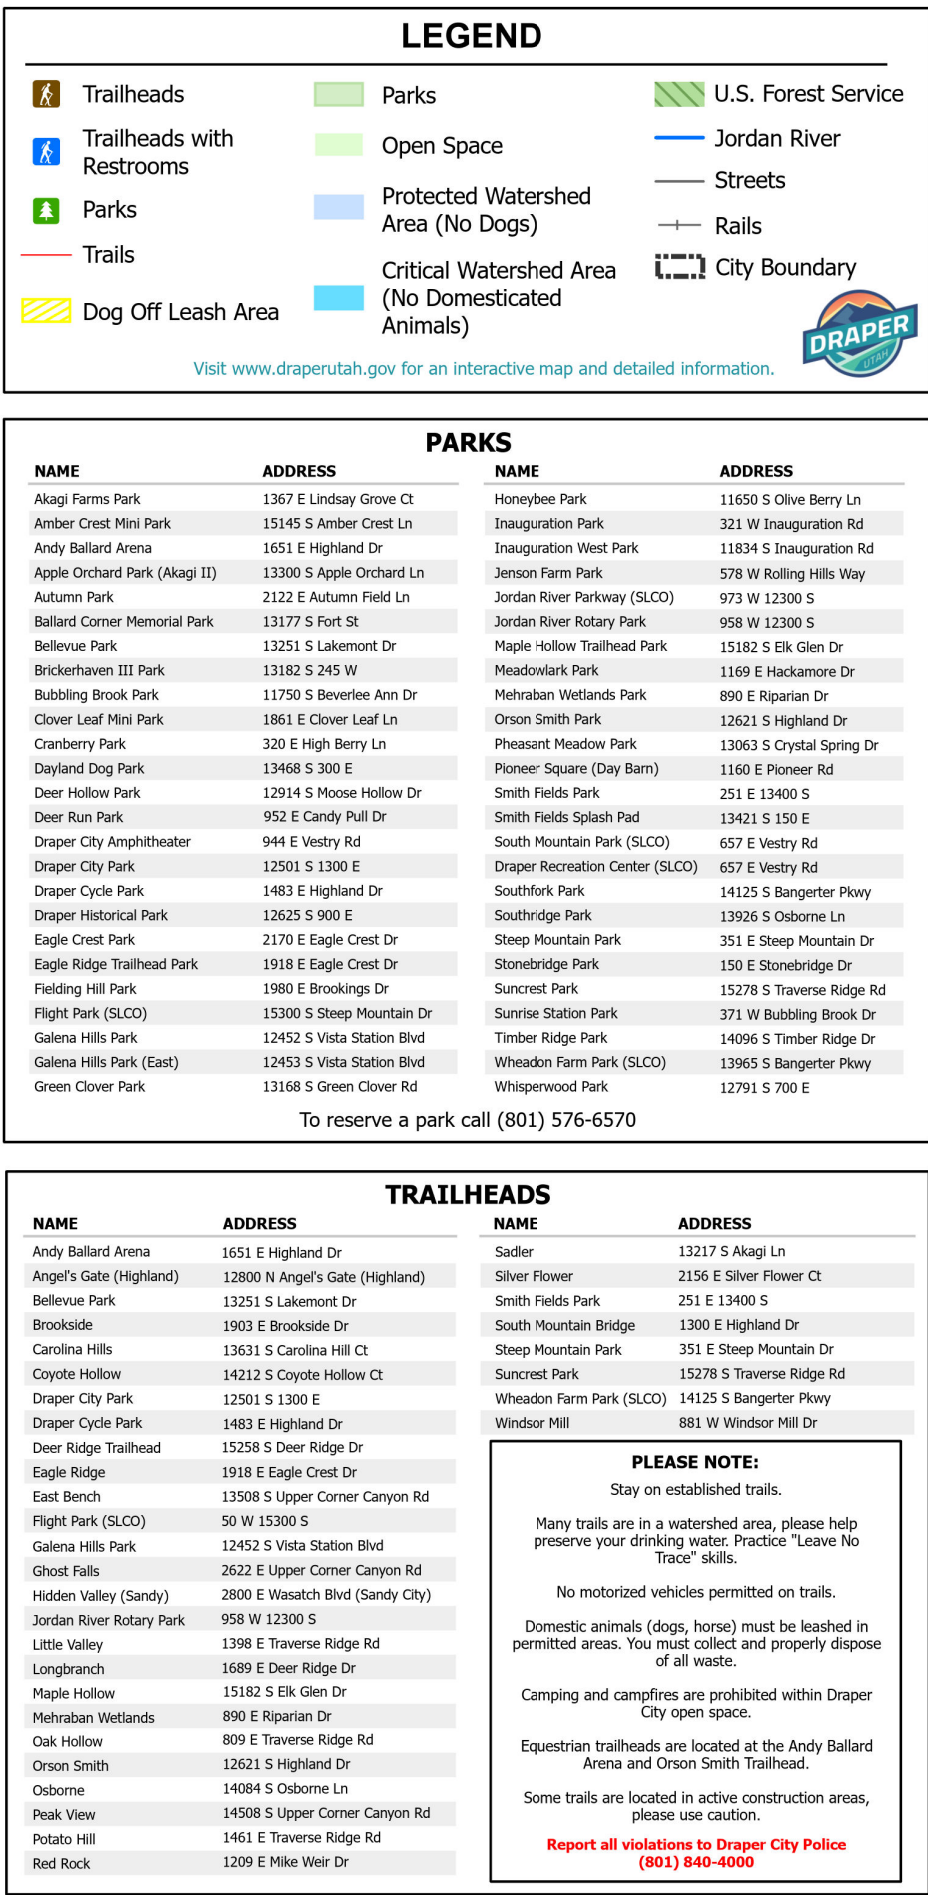 LEGEND
Trailheads
Trailheads with
Restrooms
Parks
Trails
Dog Off Leash Area
Parks
Open Space
Protected Watershed
Area (No Dogs)
Critical Watershed Area
(No Domesticated
Animals)
U.S. Forest Service
Jordan River
Streets
Rails
City Boundary
DRAPER
UTAH
Visit www.draperutah.gov for an interactive map and detailed information.
PARKS
NAME ADDRESS
Akagi Farms Park 1367 E Lindsay Grove Ct
Amber Crest Mini Park 15145 S Amber Crest Ln
Andy Ballard Arena 1651 E Highland Dr
Apple Orchard Park (Akagi II) 13300 S Apple Orchard Ln
Autumn Park 2122 E Autumn Field Ln
Ballard Corner Memorial Park 13177 S Fort St
Bellevue Park 13251 S Lakemont Dr
Brickerhaven III Park 13182 S 245 W
Bubbling Brook Park 11750 S Beverlee Ann Dr
Clover Leaf Mini Park 1861 E Clover Leaf Ln
Cranberry Park 320 E High Berry Ln
Dayland Dog Park 13468 S 300 E
Deer Hollow Park 12914 S Moose Hollow Dr
Deer Run Park 952 E Candy Pull Dr
Draper City Amphitheater 944 E Vestry Rd
Draper City Park 12501 S 1300 E
Draper Cycle Park 1483 E Highland Dr
Draper Historical Park 12625 S 900 E
Eagle Crest Park 2170 E Eagle Crest Dr
Eagle Ridge Trailhead Park 1918 E Eagle Crest Dr
Fielding Hill Park 1980 E Brookings Dr
Flight Park (SLCO) 15300 S Steep Mountain Dr
Galena Hills Park 12452 S Vista Station Blvd
Galena Hills Park (East) 12453 S Vista Station Blvd
Green Clover Park 13168 S Green Clover Rd
NAME ADDRESS
Honeybee Park 11650 S Olive Berry Ln
Inauguration Park 321 W Inauguration Rd
Inauguration West Park 11834 S Inauguration Rd
Jenson Farm Park 578 W Rolling Hills Way
Jordan River Parkway (SLCO) 973 W 12300 S
Jordan River Rotary Park 958 W 12300 S
Maple Hollow Trailhead Park 15182 S Elk Glen Dr
Meadowlark Park 1169 E Hackamore Dr
Mehraban Wetlands Park 890 E Riparian Dr
Orson Smith Park 12621 S Highland Dr
Pheasant Meadow Park 13063 S Crystal Spring Dr
Pioneer Square (Day Barn) 1160 E Pioneer Rd
Smith Fields Park 251 E 13400 S
Smith Fields Splash Pad 13421 S 150 E
South Mountain Park (SLCO) 657 E Vestry Rd
Draper Recreation Center (SLCO) 657 E Vestry Rd
Southfork Park 14125 S Bangerter Pkwy
Southridge Park 13926 S Osborne Ln
Steep Mountain Park 351 E Steep Mountain Dr
Stonebridge Park 150 E Stonebridge Dr
Suncrest Park 15278 S Traverse Ridge Rd
Sunrise Station Park 371 W Bubbling Brook Dr
Timber Ridge Park 14096 S Timber Ridge Dr
Wheadon Farm Park (SLCO) 13965 S Bangerter Pkwy
Whisperwood Park 12791 S 700 E
To reserve a park call (801) 576-6570
TRAILHEADS
NAME ADDRESS
Andy Ballard Arena 1651 E Highland Dr
Angel's Gate (Highland) 12800 N Angel's Gate (Highland)
Bellevue Park 13251 S Lakemont Dr
Brookside 1903 E Brookside Dr
Carolina Hills 13631 S Carolina Hill Ct
Coyote Hollow 14212 S Coyote Hollow Ct
Draper City Park 12501 S 1300 E
Draper Cycle Park 1483 E Highland Dr
Deer Ridge Trailhead 15258 S Deer Ridge Dr
Eagle Ridge 1918 E Eagle Crest Dr
East Bench 13508 S Upper Corner Canyon Rd
Flight Park (SLCO) 50 W 15300 S
Galena Hills Park 12452 S Vista Station Blvd
Ghost Falls 2622 E Upper Corner Canyon Rd
Hidden Valley (Sandy) 2800 E Wasatch Blvd (Sandy City)
Jordan River Rotary Park 958 W 12300 S
Little Valley 1398 E Traverse Ridge Rd
Longbranch 1689 E Deer Ridge Dr
Maple Hollow 15182 S Elk Glen Dr
Mehraban Wetlands 890 E Riparian Dr
Oak Hollow 809 E Traverse Ridge Rd
Orson Smith 12621 S Highland Dr
Osborne 14084 S Osborne Ln
Peak View 14508 S Upper Corner Canyon Rd
Potato Hill 1461 E Traverse Ridge Rd
Red Rock 1209 E Mike Weir Dr
NAME ADDRESS
Sadler 13217 S Akagi Ln
Silver Flower 2156 E Silver Flower Ct
Smith Fields Park 251 E 13400 S
South Mountain Bridge 1300 E Highland Dr
Steep Mountain Park 351 E Steep Mountain Dr
Suncrest Park 15278 S Traverse Ridge Rd
Wheadon Farm Park (SLCO) 14125 S Bangerter Pkwy
Windsor Mill 881 W Windsor Mill Dr
PLEASE NOTE:
Stay on established trails.
Many trails are in a watershed area, please help
preserve your drinking water. Practice "Leave No
Trace" skills.
No motorized vehicles permitted on trails.
Domestic animals (dogs, horse) must be leashed in
permitted areas. You must collect and properly dispose
of all waste.
Camping and campfires are prohibited within Draper
City open space.
Equestrian trailheads are located at the Andy Ballard
Arena and Orson Smith Trailhead.
Some trails are located in active construction areas,
please use caution.
Report all violations to Draper City Police
(801) 840-4000